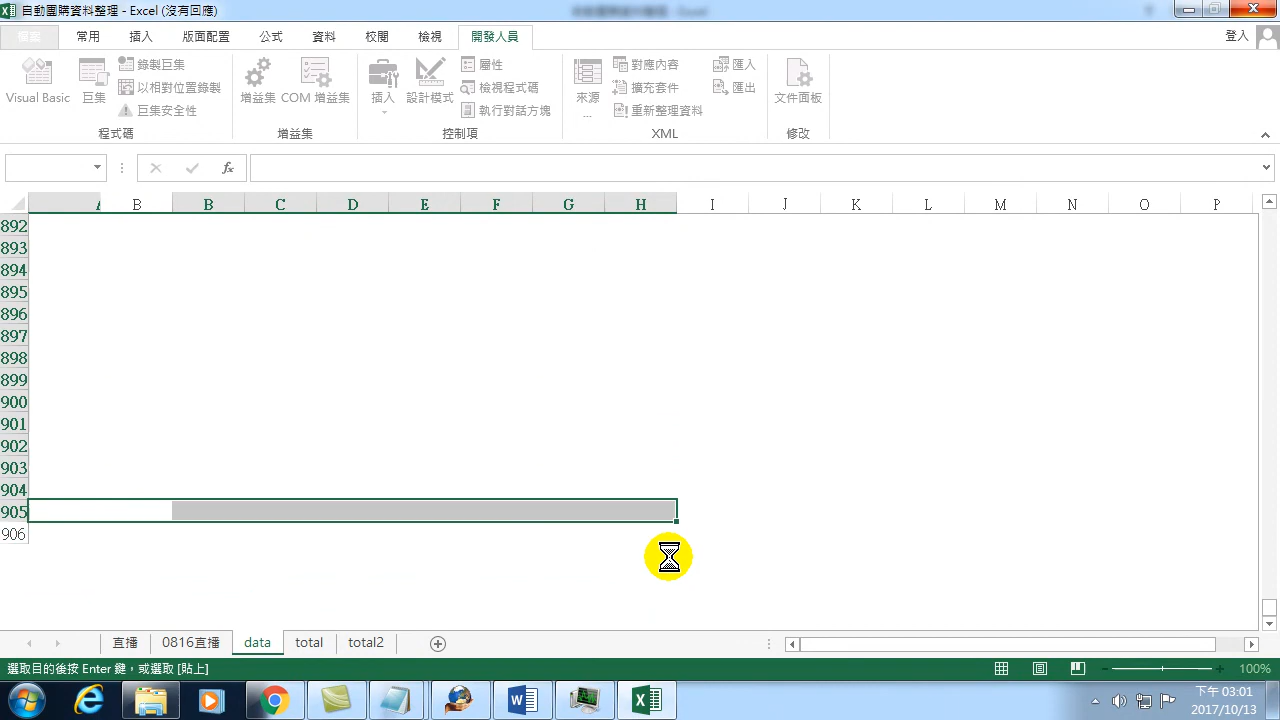 自動團購資料整理 - Excel (沒有回應)
常用 插入 版面配置 公式 資料 校閱 檢視 開發人員 登入
Visual Basic
巨集
錄製巨集
以相對位置錄製
巨集安全性
程式碼
增益集
COM 增益集
增益集
插入
設計模式
屬性
檢視程式碼
執行對話方塊
控制項
來源
...
對應內容
擴充套件
重新整理資料
匯入
匯出
XML
文件面板
修改
fx
B B C D E F G H I J K L M N O P
892
893
894
895
896
897
898
899
900
901
902
903
904
905
906
直播 0816直播 data total total2
選取目的後按 Enter 鍵，或選取 [貼上]
100%
下午 03:01
2017/10/13